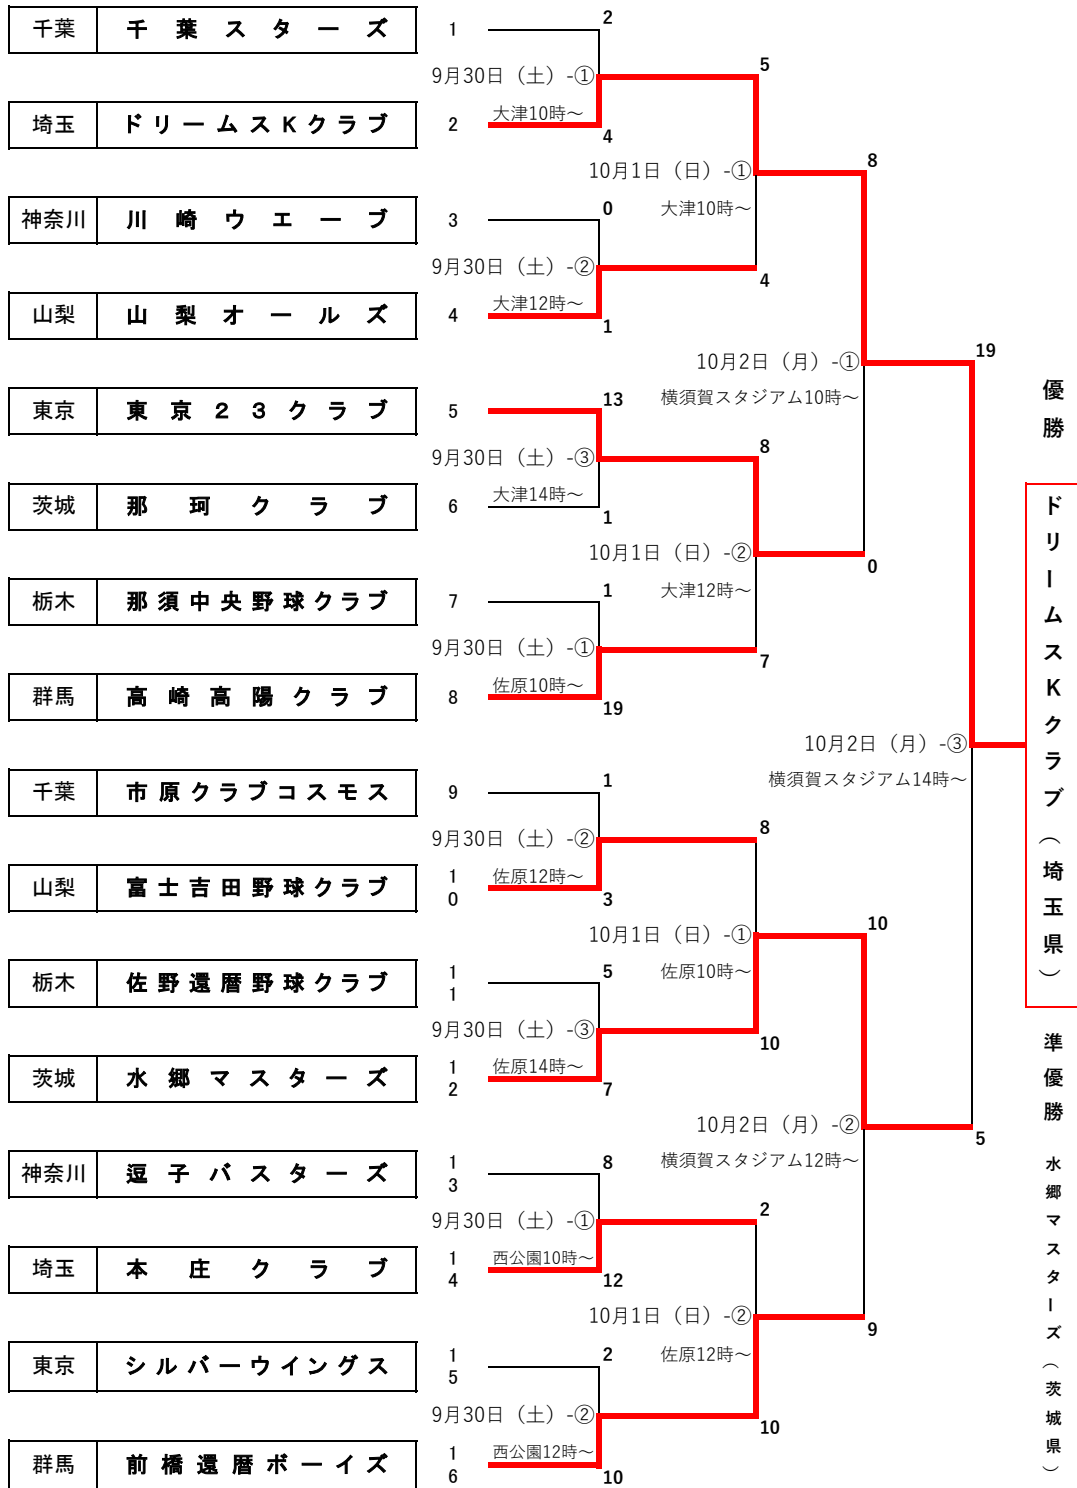 千葉 千葉スターズ 1 2
9月30日（土）-① 5
埼玉 ドリームスKクラブ 2 大津10時～ 4
10月1日（日）-① 8
神奈川 川崎ウエーブ 3 0 大津10時～
9月30日（土）-② 4
山梨 山梨オールズ 4 大津12時～ 1
10月2日（月）-① 19
東京 東京２３クラブ 5 13 横須賀スタジアム10時～
9月30日（土）-③ 8
茨城 那珂クラブ 6 大津14時～ 1
10月1日（日）-② 0
栃木 那須中央野球クラブ 7 1 大津12時～
9月30日（土）-① 7
群馬 高崎高陽クラブ 8 佐原10時～ 19
10月2日（月）-③
千葉 市原クラブコスモス 9 1 横須賀スタジアム14時～
9月30日（土）-② 8
山梨 富士吉田野球クラブ 10 佐原12時～ 3
10月1日（日）-① 10
栃木 佐野還暦野球クラブ 11 5 佐原10時～
9月30日（土）-③ 10
茨城 水郷マスターズ 12 佐原14時～ 7
10月2日（月）-② 5
神奈川 逗子バスターズ 13 8 横須賀スタジアム12時～
9月30日（土）-① 2
埼玉 本庄クラブ 14 西公園10時～ 12
10月1日（日）-② 9
東京 シルバーウイングス 15 2 佐原12時～
9月30日（土）-② 10
群馬 前橋還暦ボーイズ 16 西公園12時～ 10
優勝
ドリームスKクラブ（埼玉県）
準優勝 水郷マスターズ（茨城県）